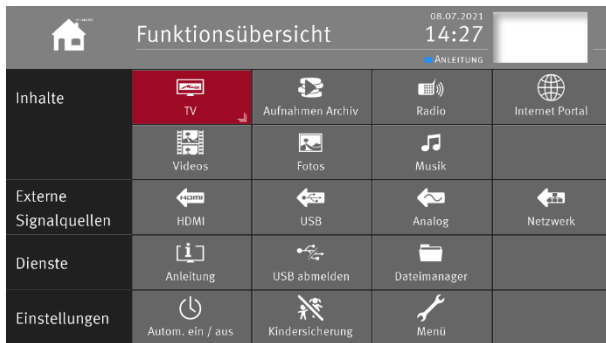 Funktionsübersicht
08.07.2021
14:27
ANLEITUNG
Inhalte
TV
Aufnahmen Archiv
Radio
Internet Portal
Videos
Fotos
Musik
Externe
Signalquellen
HDMI
HDMI
USB
Analog
Netzwerk
Dienste
Anleitung
USB abmelden
Dateimanager
Einstellungen
Autom. ein / aus
Kindersicherung
Menü